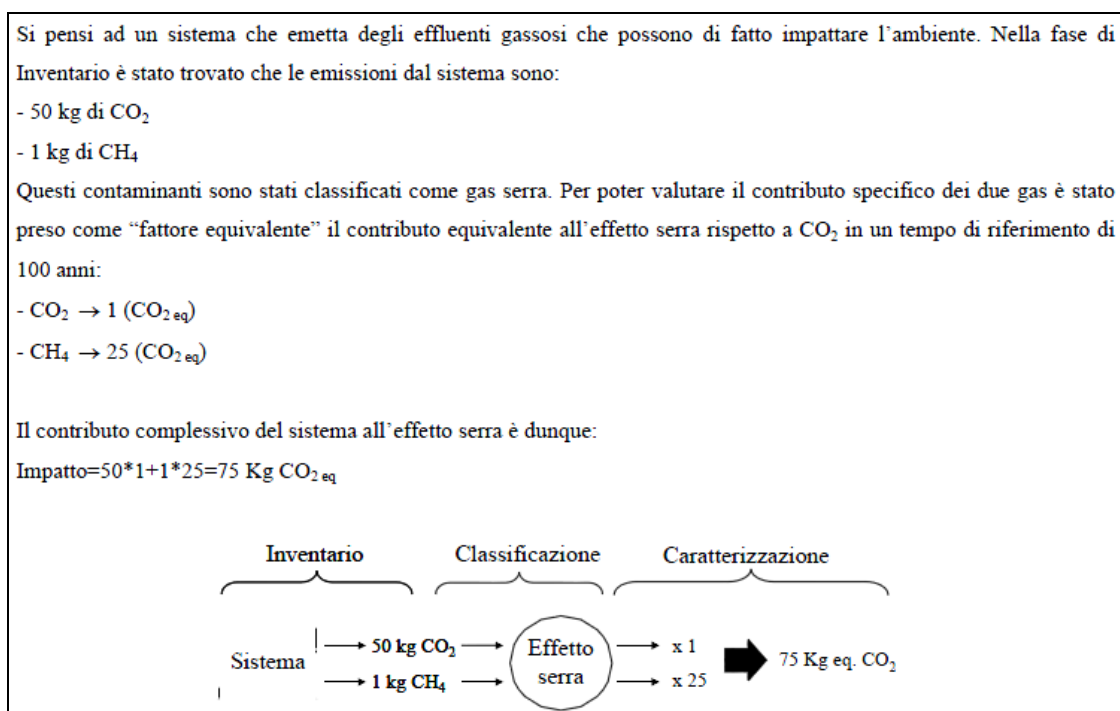 Si pensi ad un sistema che emetta degli effluenti gassosi che possono di fatto impattare l’ambiente. Nella fase di
Inventario è stato trovato che le emissioni dal sistema sono:
- 50 kg di CO₂
- 1 kg di CH₄
Questi contaminanti sono stati classificati come gas serra. Per poter valutare il contributo specifico dei due gas è stato
preso come “fattore equivalente” il contributo equivalente all’effetto serra rispetto a CO₂ in un tempo di riferimento di
100 anni:
- CO₂ → 1 (CO₂ eq)
- CH₄ → 25 (CO₂ eq)
Il contributo complessivo del sistema all’effetto serra è dunque:
Impatto=50*1+1*25=75 Kg CO₂ eq
Inventario Classificazione Caratterizzazione
Sistema
50 kg CO₂
1 kg CH₄
Effetto
serra
x 1
x 25
75 Kg eq. CO₂